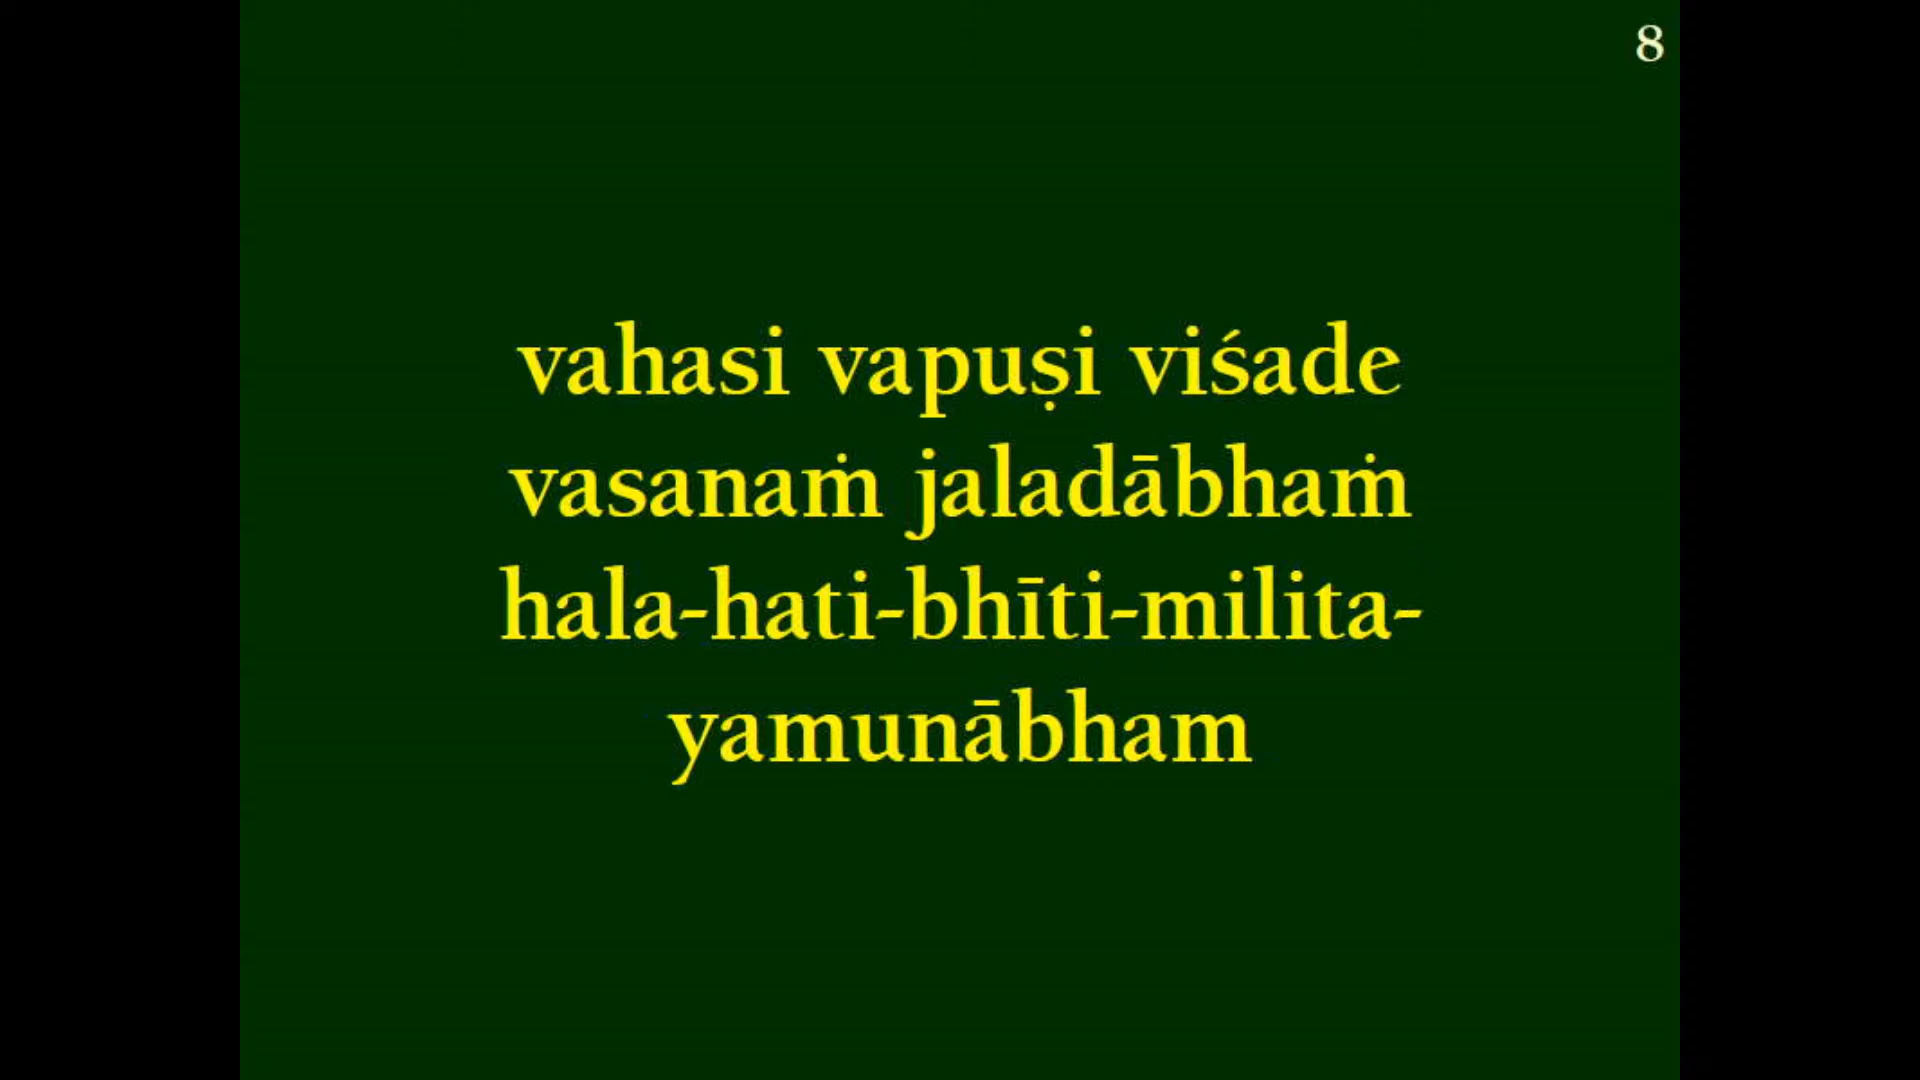 8
vahasi vapuṣi viśade
vasanaṁ jaladābhaṁ
hala-hati-bhīti-milita-
yamunābham